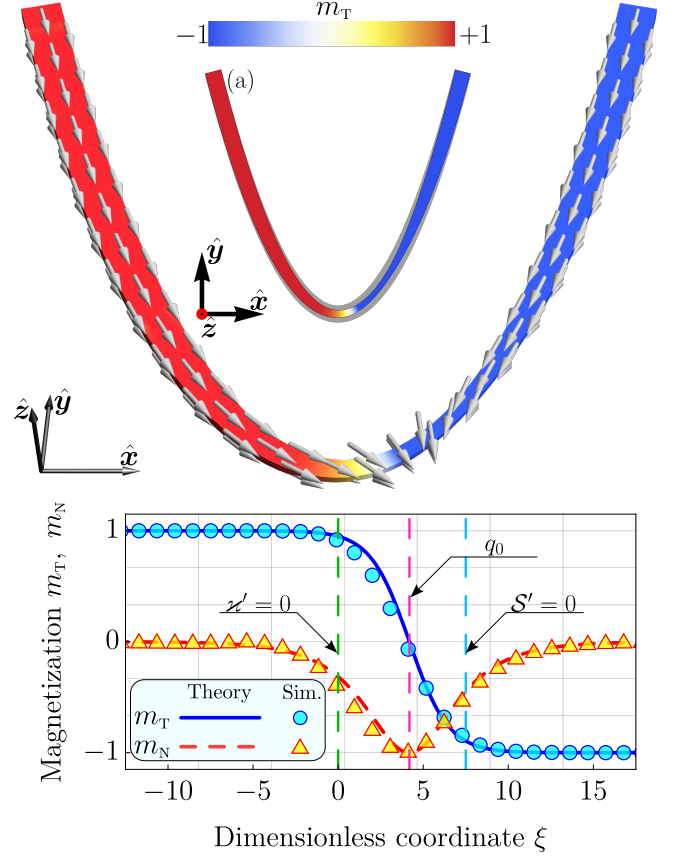 m_T
−1 +1
(a)
ŷ
x̂
ẑ
ẑ ŷ
x̂
Magnetization m_T, m_N
1
0
−1
q_0
ϰ′ = 0
𝒮′ = 0
Theory Sim.
m_T
m_N
−10 −5 0 5 10 15
Dimensionless coordinate ξ